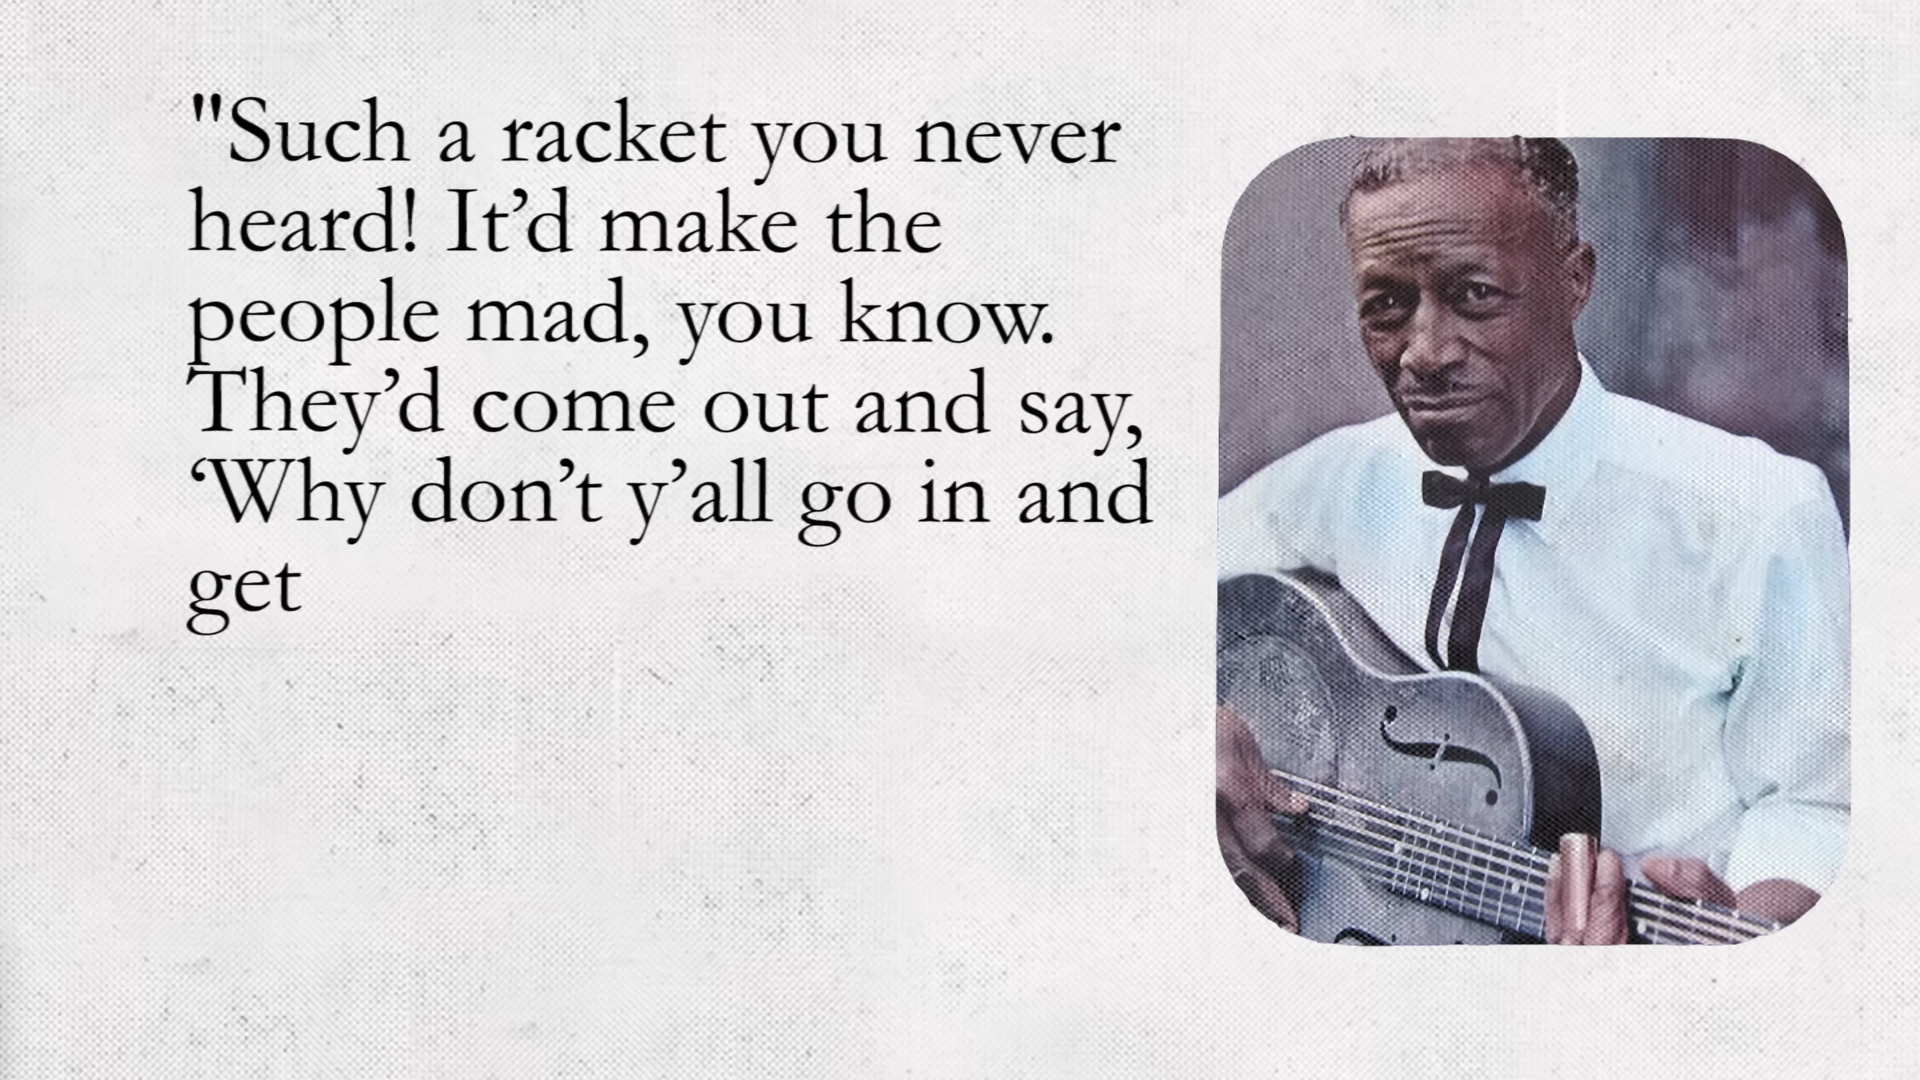 "Such a racket you never
heard! It’d make the
people mad, you know.
They’d come out and say,
‘Why don’t y’all go in and
get